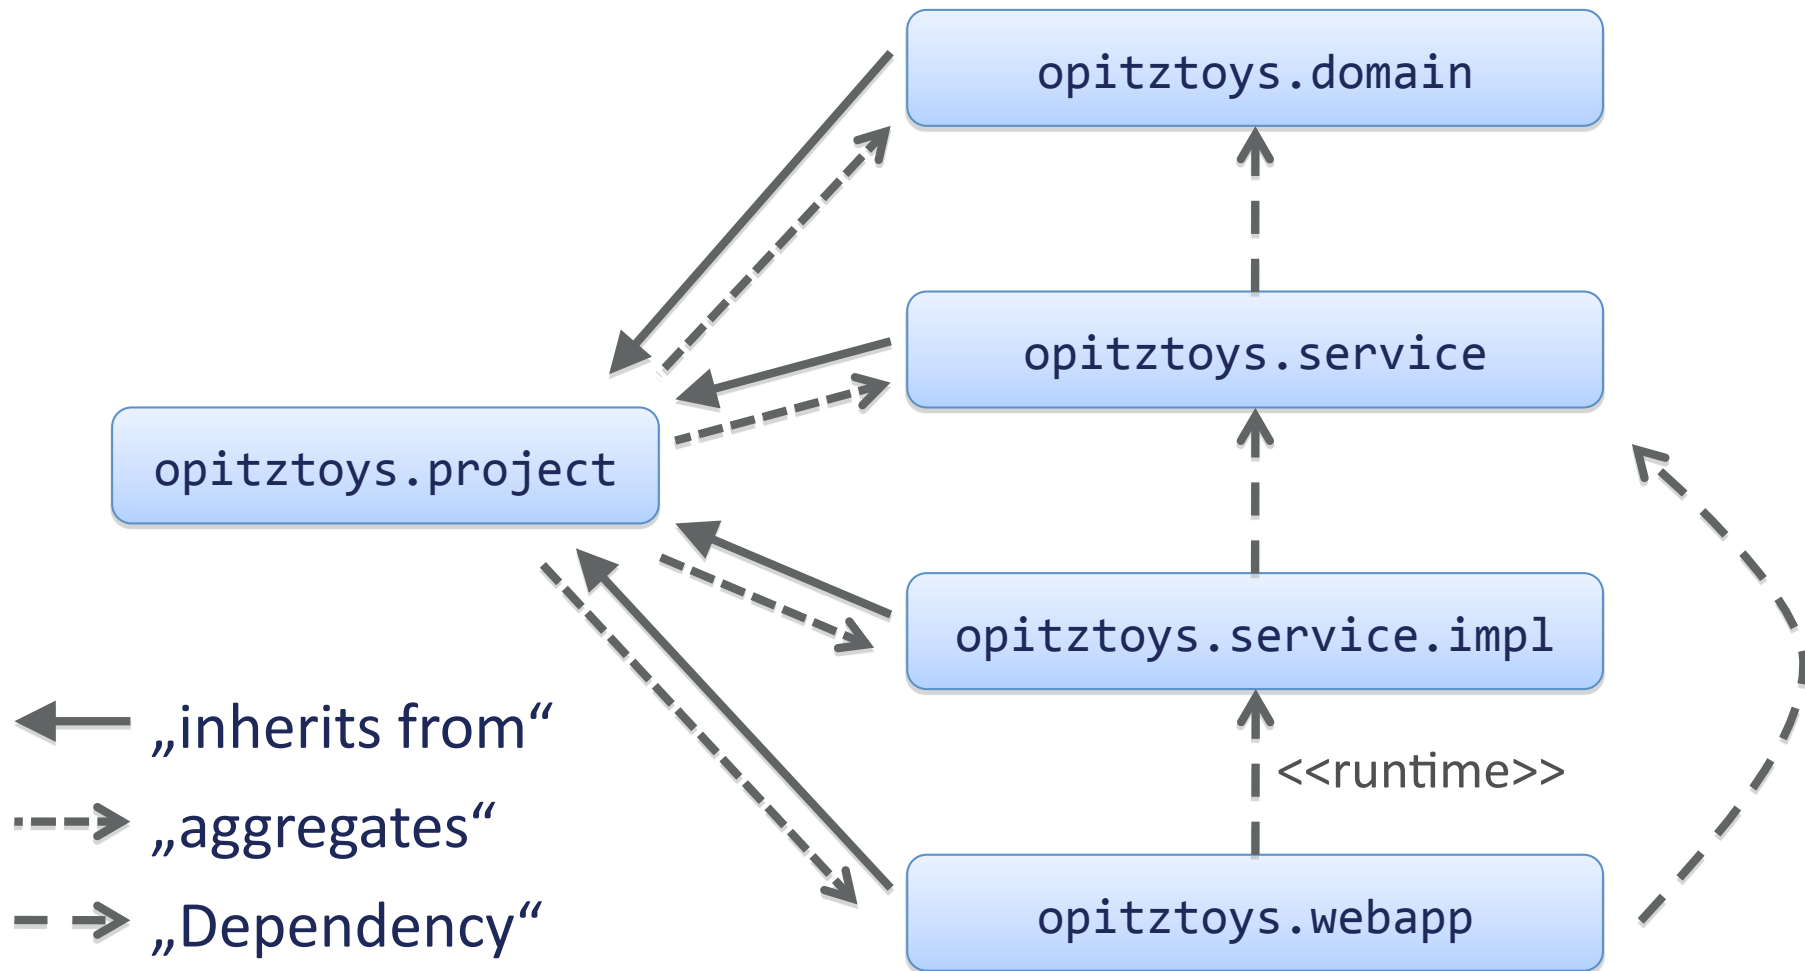 opitztoys.domain
opitztoys.service
opitztoys.project
opitztoys.service.impl
„inherits from“
<<runtime>>
„aggregates“
„Dependency“
opitztoys.webapp